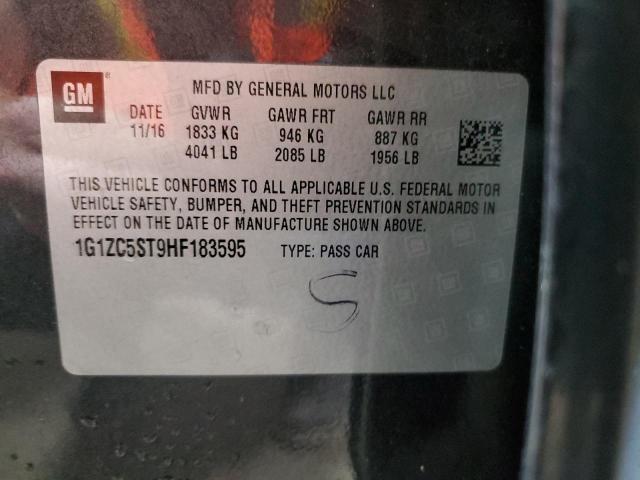 GM ®
MFD BY GENERAL MOTORS LLC
DATE GVWR GAWR FRT GAWR RR
11/16 1833 KG 946 KG 887 KG
4041 LB 2085 LB 1956 LB
THIS VEHICLE CONFORMS TO ALL APPLICABLE U.S. FEDERAL MOTOR
VEHICLE SAFETY, BUMPER, AND THEFT PREVENTION STANDARDS IN
EFFECT ON THE DATE OF MANUFACTURE SHOWN ABOVE.
1G1ZC5ST9HF183595 TYPE: PASS CAR
5